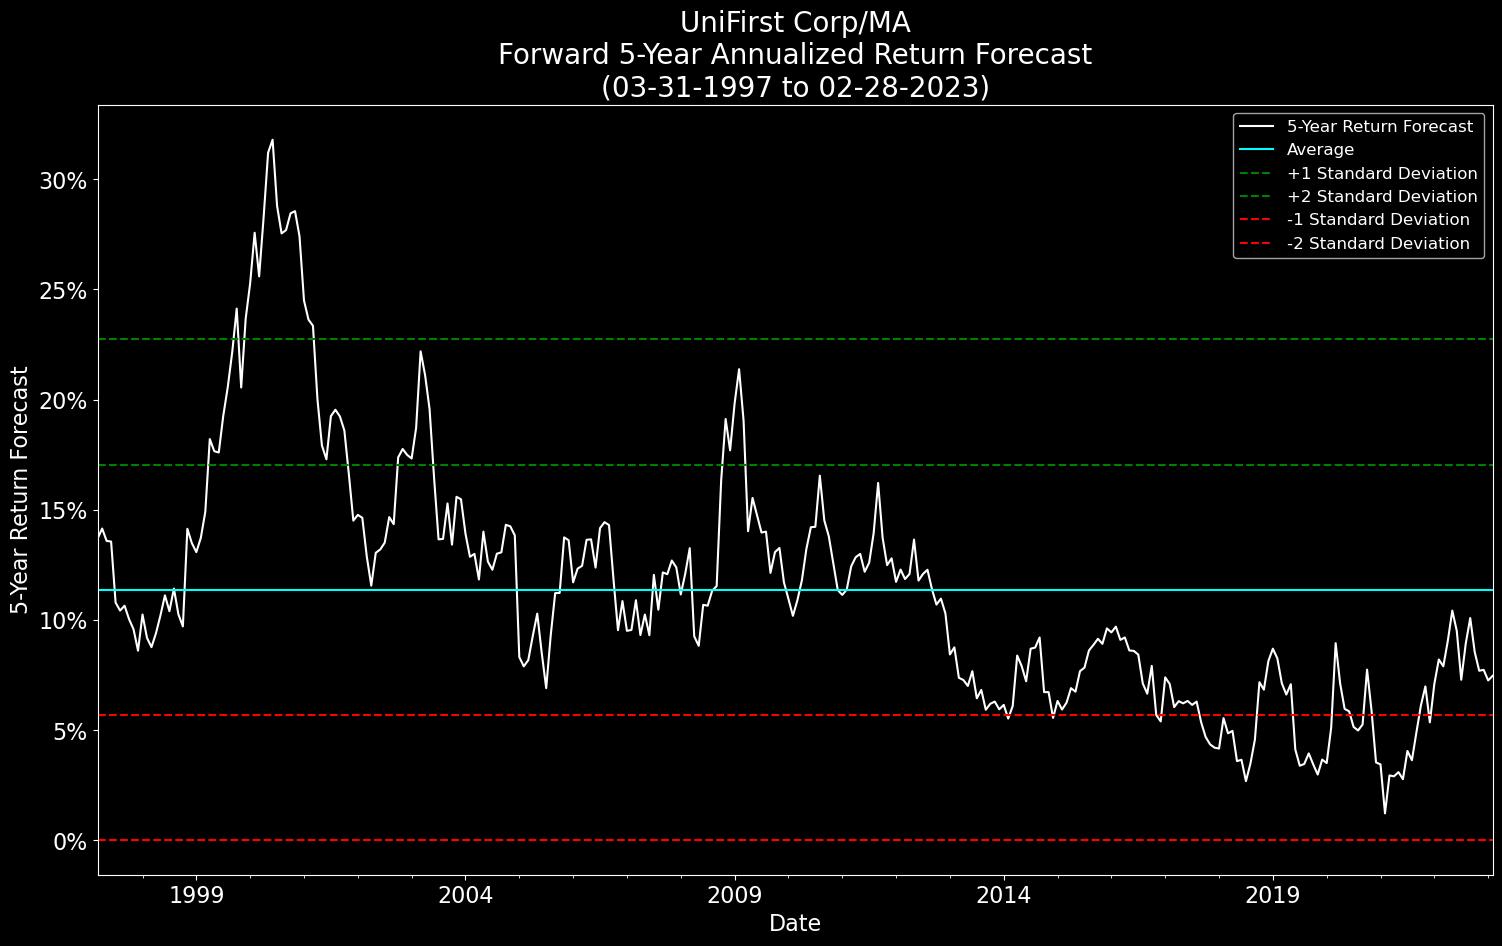 UniFirst Corp/MA
Forward 5-Year Annualized Return Forecast
(03-31-1997 to 02-28-2023)
5-Year Return Forecast
Average
+1 Standard Deviation
+2 Standard Deviation
-1 Standard Deviation
-2 Standard Deviation
5-Year Return Forecast
30%
25%
20%
15%
10%
5%
0%
1999 2004 2009 2014 2019
Date